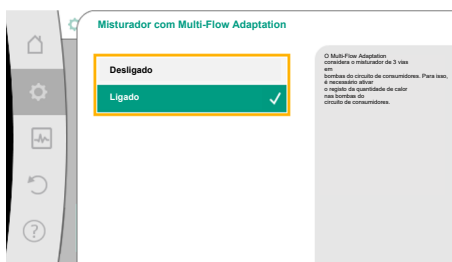 Misturador com Multi-Flow Adaptation
Desligado
Ligado
O Multi-Flow Adaptation
considera o misturador de 3 vias
em
bombas do circuito de consumidores. Para isso,
é necessário ativar
o registo da quantidade de calor
nas bombas do
circuito de consumidores.
?